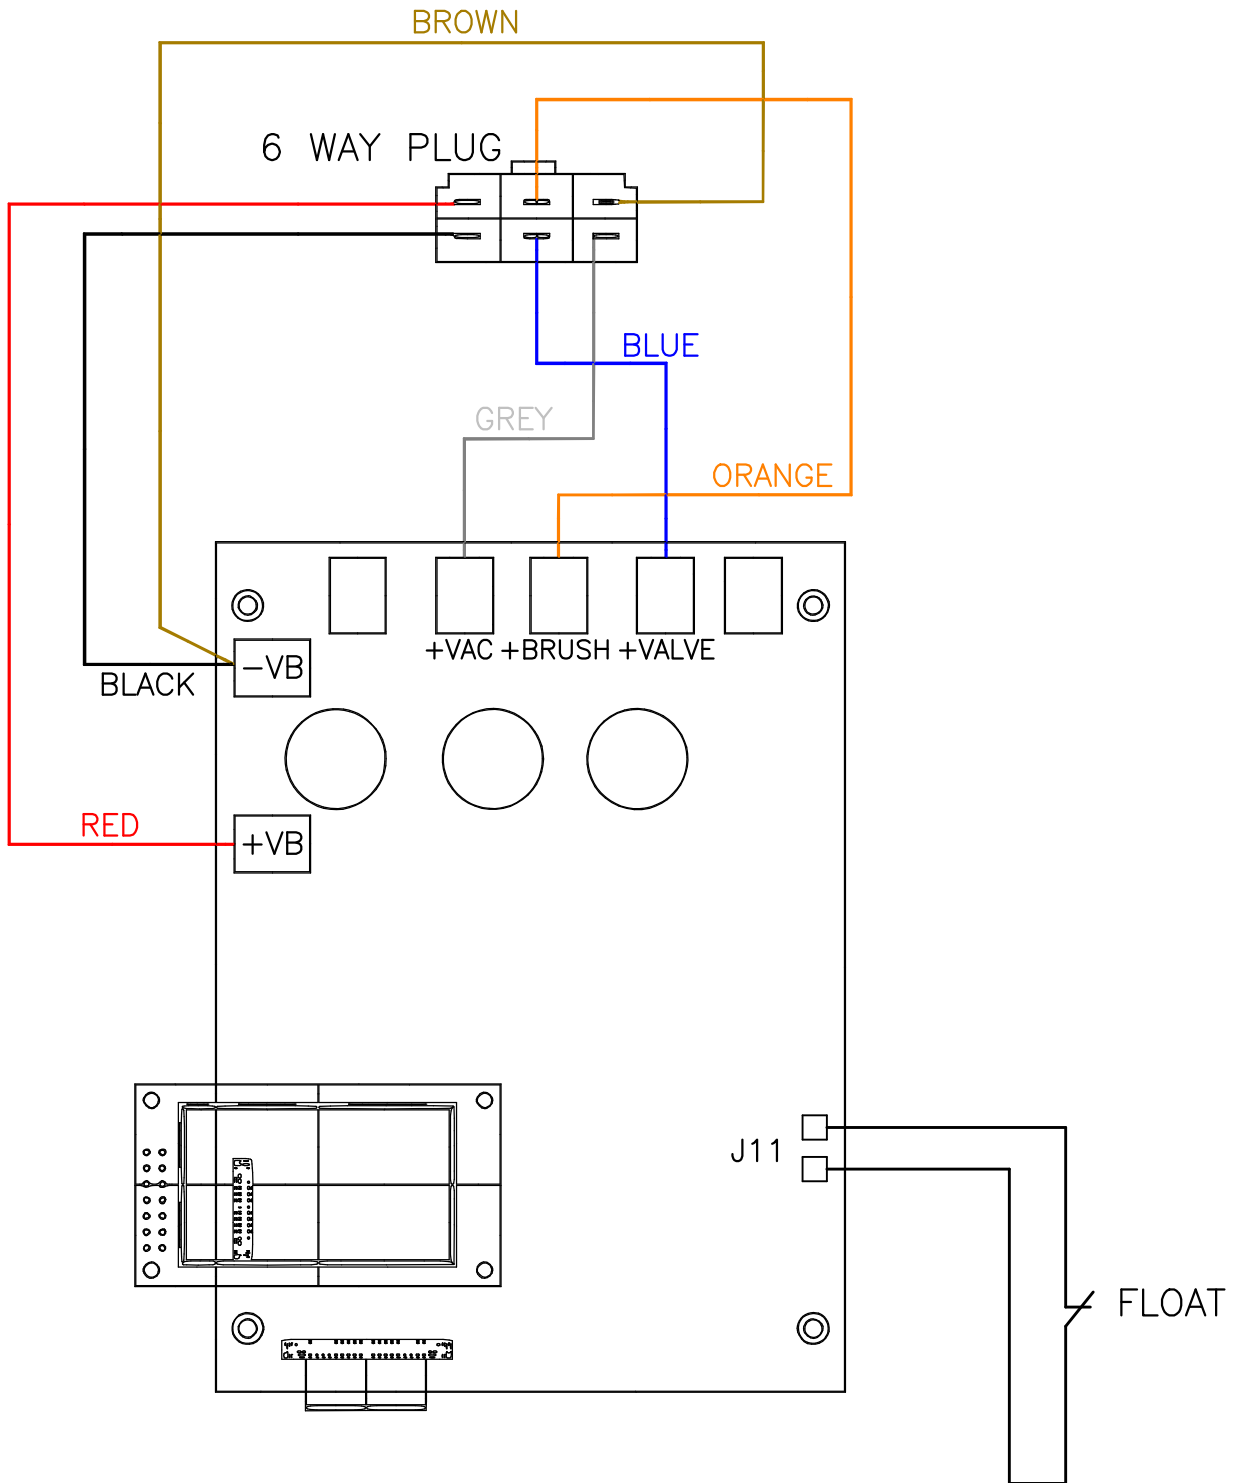 BROWN
6 WAY PLUG
BLUE
GREY
ORANGE
+VAC +BRUSH +VALVE
-VB
BLACK
RED
+VB
J11
FLOAT